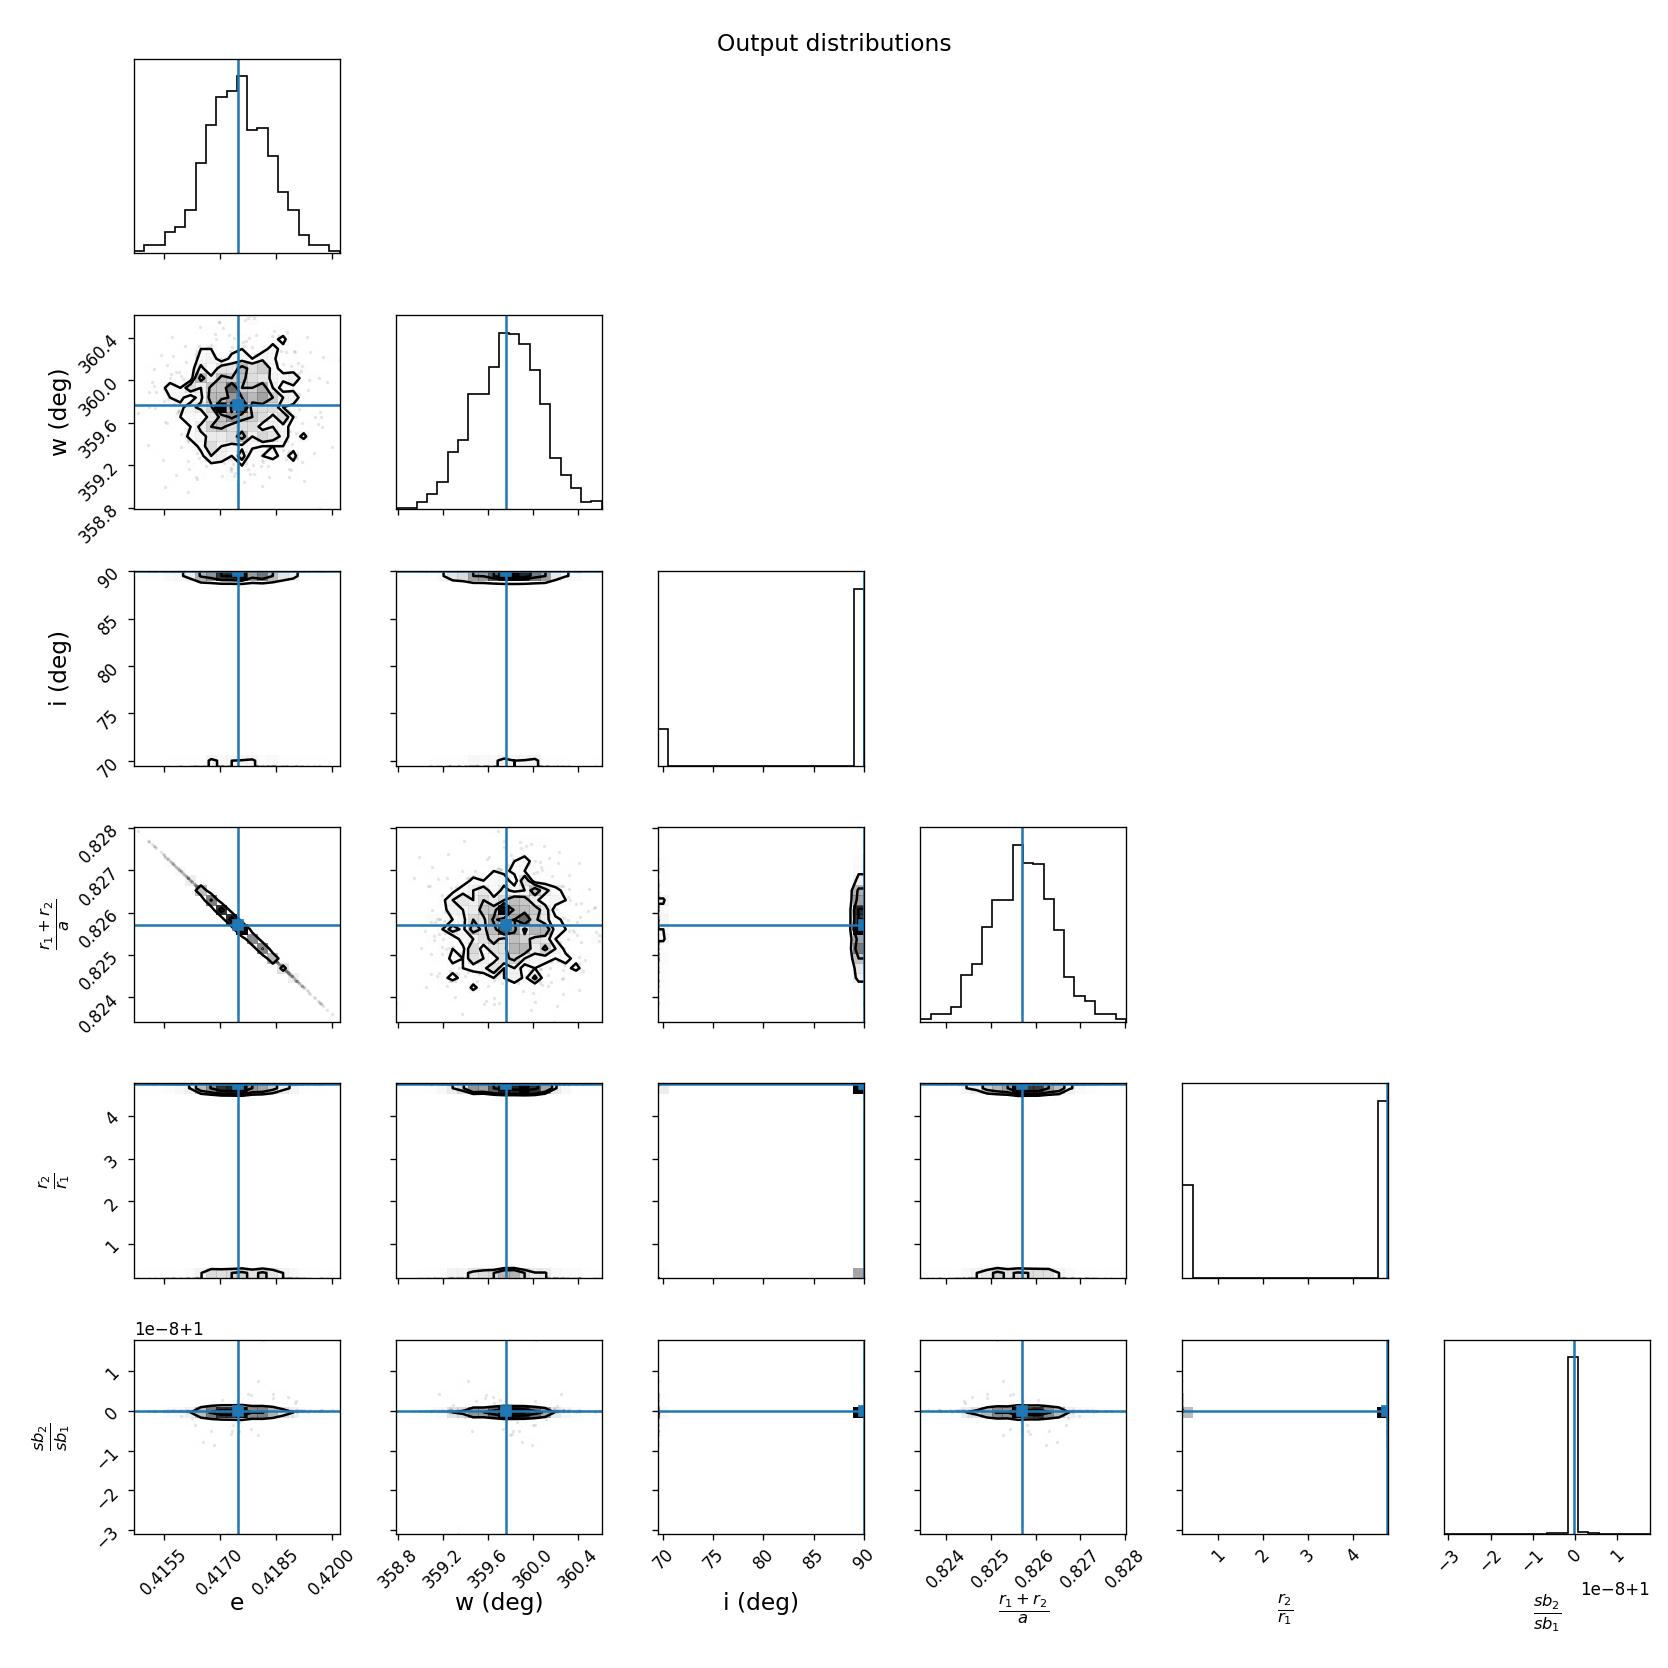 Output distributions
w (deg)
360.4
360.0
359.6
359.2
358.8
i (deg)
90
85
80
75
70
r₁ + r₂
a
0.828
0.827
0.826
0.825
0.824
r₂
r₁
4
3
2
1
1e−8+1
sb₂
sb₁
1
0
−1
−2
−3
0.4155 0.4170 0.4185 0.4200
358.8 359.2 359.6 360.0 360.4
70 75 80 85 90
0.824 0.825 0.826 0.827 0.828
1 2 3 4
−3 −2 −1 0 1
1e−8+1
e
w (deg)
i (deg)
r₁ + r₂
a
r₂
r₁
sb₂
sb₁